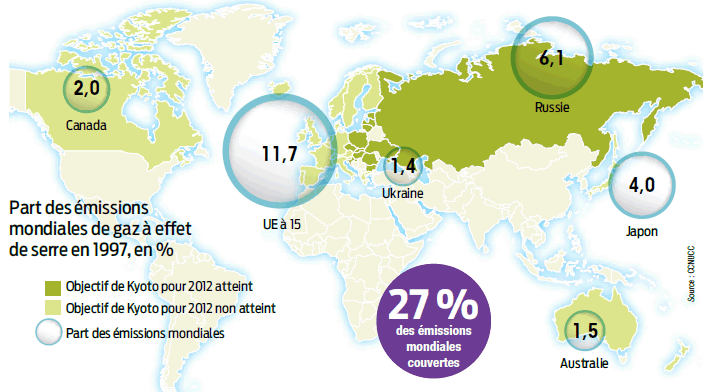 6,1
Russie
2,0
Canada
11,7
UE à 15
1,4
Ukraine
4,0
Japon
Part des émissions
mondiales de gaz à effet
de serre en 1997, en %
Objectif de Kyoto pour 2012 atteint
Objectif de Kyoto pour 2012 non atteint
Part des émissions mondiales
27 %
des émissions
mondiales
couvertes
1,5
Australie
Source : CCNUCC